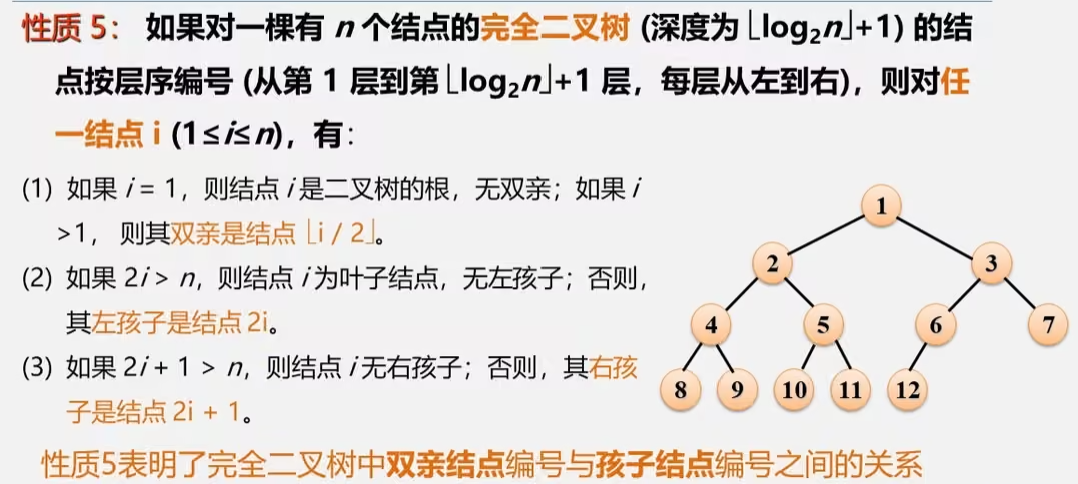 性质 5： 如果对一棵有 n 个结点的完全二叉树 (深度为⌊log₂n⌋+1) 的结
点按层序编号 (从第 1 层到第⌊log₂n⌋+1 层，每层从左到右)，则对任
一结点 i (1≤i≤n)，有：
(1) 如果 i = 1，则结点 i 是二叉树的根，无双亲；如果 i
>1， 则其双亲是结点 ⌊i / 2⌋。
(2) 如果 2i > n，则结点 i 为叶子结点，无左孩子；否则，
其左孩子是结点 2i。
(3) 如果 2i + 1 > n，则结点 i 无右孩子；否则，其右孩
子是结点 2i + 1。
1
2 3
4 5 6 7
8 9 10 11 12
性质5表明了完全二叉树中双亲结点编号与孩子结点编号之间的关系